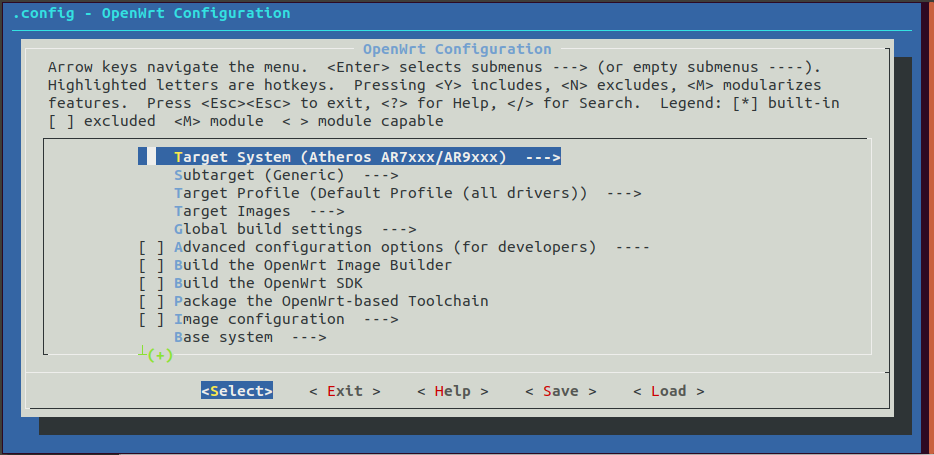 .config - OpenWrt Configuration
OpenWrt Configuration
Arrow keys navigate the menu.  <Enter> selects submenus ---> (or empty submenus ----).
Highlighted letters are hotkeys.  Pressing <Y> includes, <N> excludes, <M> modularizes
features.  Press <Esc><Esc> to exit, <?> for Help, </> for Search.  Legend: [*] built-in
[ ] excluded  <M> module  < > module capable
Target System (Atheros AR7xxx/AR9xxx)  --->
Subtarget (Generic)  --->
Target Profile (Default Profile (all drivers))  --->
Target Images  --->
Global build settings  --->
[ ] Advanced configuration options (for developers)  ----
[ ] Build the OpenWrt Image Builder
[ ] Build the OpenWrt SDK
[ ] Package the OpenWrt-based Toolchain
[ ] Image configuration  --->
Base system  --->
┴(+)
<Select>    < Exit >    < Help >    < Save >    < Load >